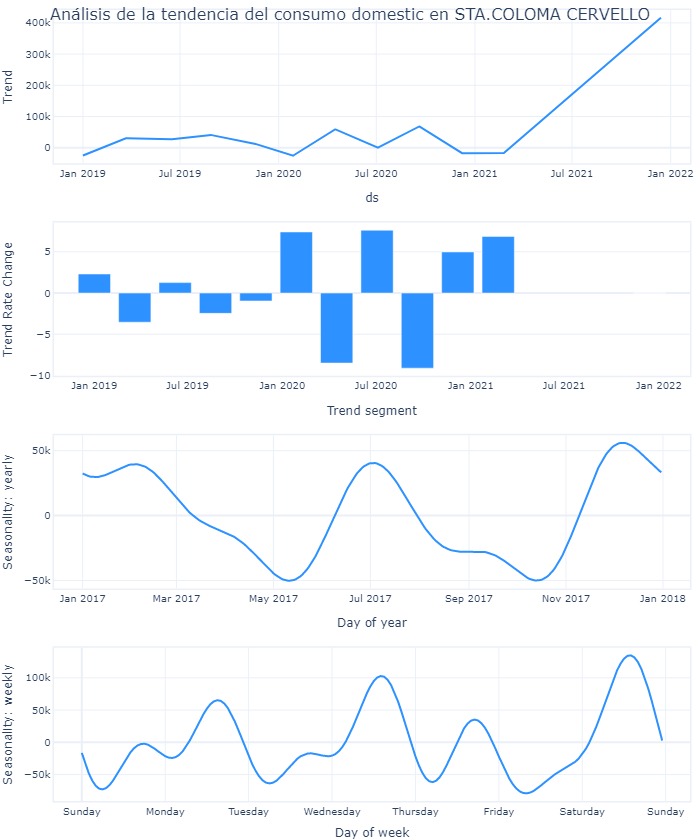 Análisis de la tendencia del consumo domestic en STA.COLOMA CERVELLO
400k
300k
200k
100k
0
Trend
Jan 2019 Jul 2019 Jan 2020 Jul 2020 Jan 2021 Jul 2021 Jan 2022
ds
5
0
−5
−10
Trend Rate Change
Jan 2019 Jul 2019 Jan 2020 Jul 2020 Jan 2021 Jul 2021 Jan 2022
Trend segment
50k
0
−50k
Seasonality: yearly
Jan 2017 Mar 2017 May 2017 Jul 2017 Sep 2017 Nov 2017 Jan 2018
Day of year
100k
50k
0
−50k
Seasonality: weekly
Sunday Monday Tuesday Wednesday Thursday Friday Saturday Sunday
Day of week